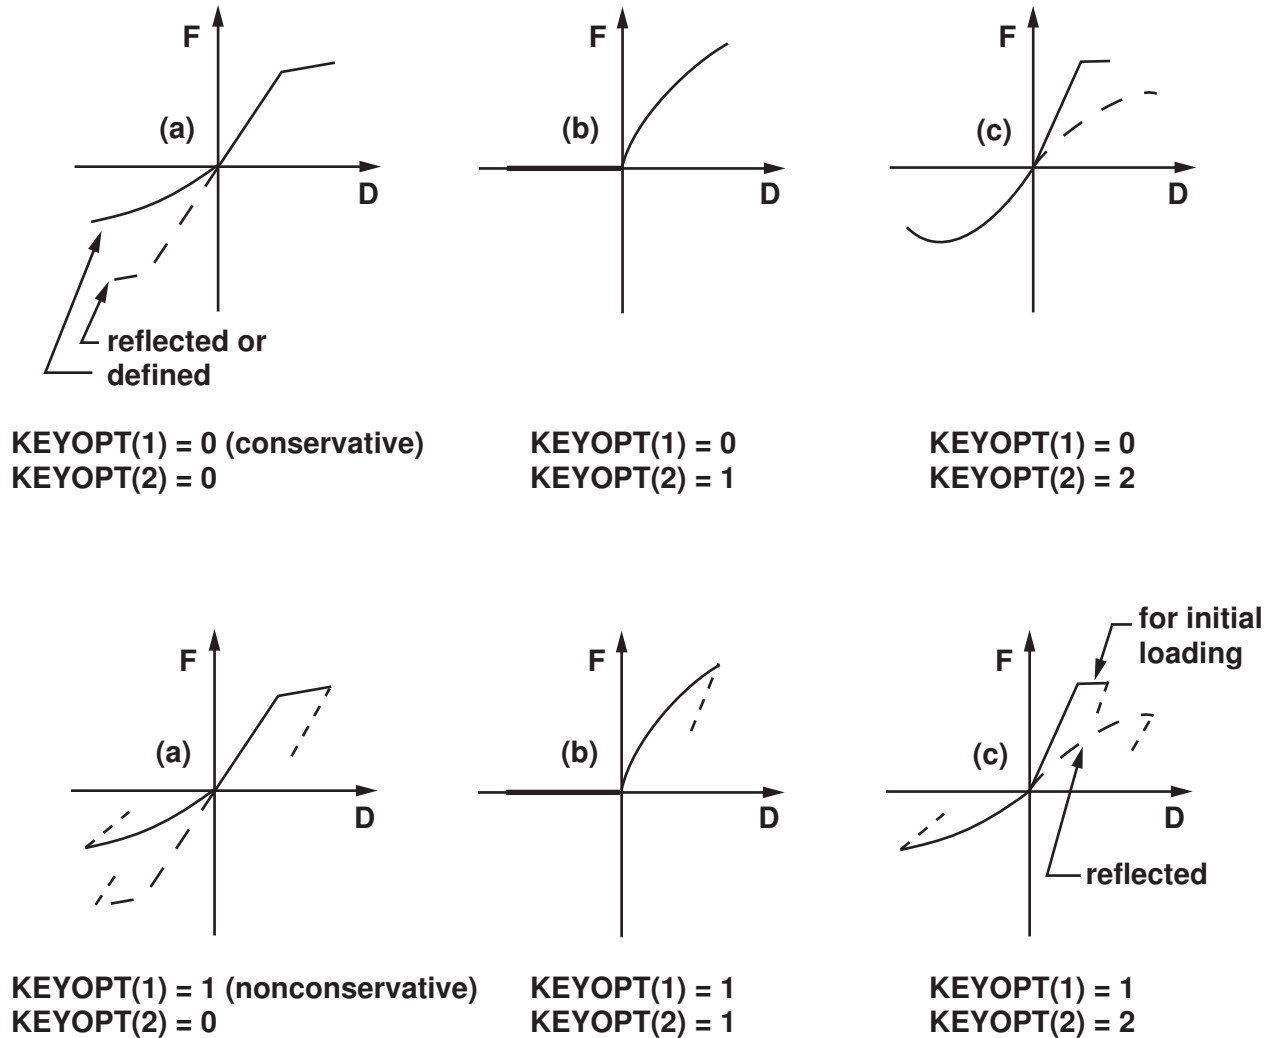 F
(a)
D
reflected or
defined
KEYOPT(1) = 0 (conservative)
KEYOPT(2) = 0
F
(b)
D
KEYOPT(1) = 0
KEYOPT(2) = 1
F
(c)
D
KEYOPT(1) = 0
KEYOPT(2) = 2
F
(a)
D
KEYOPT(1) = 1 (nonconservative)
KEYOPT(2) = 0
F
(b)
D
KEYOPT(1) = 1
KEYOPT(2) = 1
for initial
loading
F
(c)
D
reflected
KEYOPT(1) = 1
KEYOPT(2) = 2